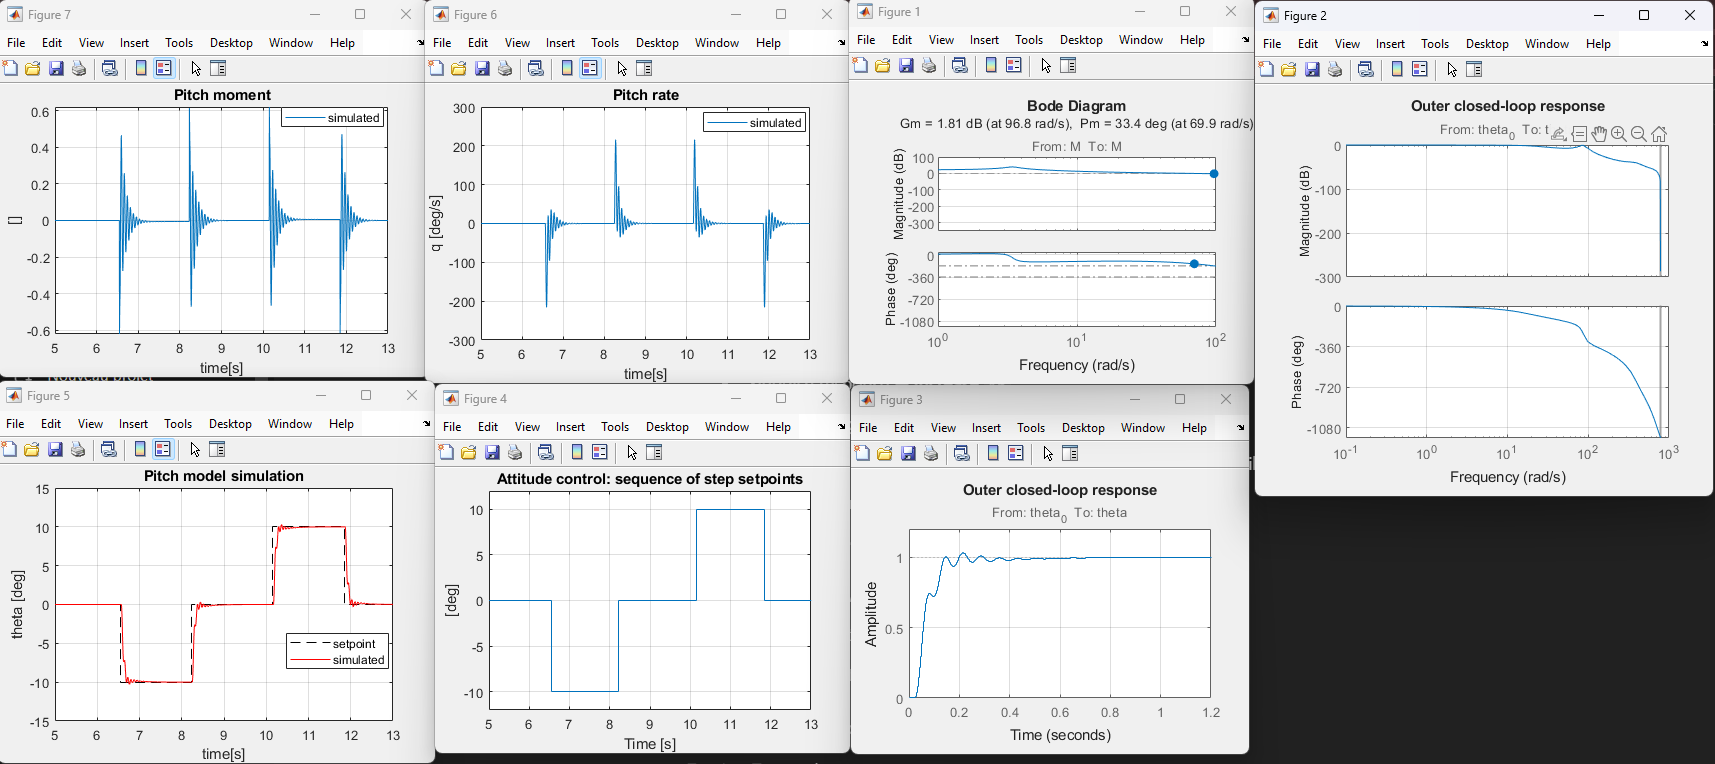 Figure 7
File Edit View Insert Tools Desktop Window Help
Pitch moment
simulated
0.6
0.4
0.2
0
-0.2
-0.4
-0.6
[]
5 6 7 8 9 10 11 12 13
time[s]
Figure 6
File Edit View Insert Tools Desktop Window Help
Pitch rate
simulated
300
200
100
0
-100
-200
-300
q [deg/s]
5 6 7 8 9 10 11 12 13
time[s]
Figure 1
File Edit View Insert Tools Desktop Window Help
Bode Diagram
Gm = 1.81 dB (at 96.8 rad/s), Pm = 33.4 deg (at 69.9 rad/s)
From: M To: M
Magnitude (dB)
100
0
-100
-200
-300
Phase (deg)
0
-360
-720
-1080
10^0 10^1 10^2
Frequency (rad/s)
Figure 2
File Edit View Insert Tools Desktop Window Help
Outer closed-loop response
From: theta_0 To: t
Magnitude (dB)
0
-100
-200
-300
Phase (deg)
0
-360
-720
-1080
10^-1 10^0 10^1 10^2 10^3
Frequency (rad/s)
Figure 5
File Edit View Insert Tools Desktop Window Help
Pitch model simulation
15
10
5
0
-5
-10
-15
theta [deg]
setpoint
simulated
5 6 7 8 9 10 11 12 13
time[s]
Figure 4
File Edit View Insert Tools Desktop Window Help
Attitude control: sequence of step setpoints
10
5
0
-5
-10
[deg]
5 6 7 8 9 10 11 12 13
Time [s]
Figure 3
File Edit View Insert Tools Desktop Window Help
Outer closed-loop response
From: theta_0 To: theta
Amplitude
1
0.5
0
0 0.2 0.4 0.6 0.8 1 1.2
Time (seconds)